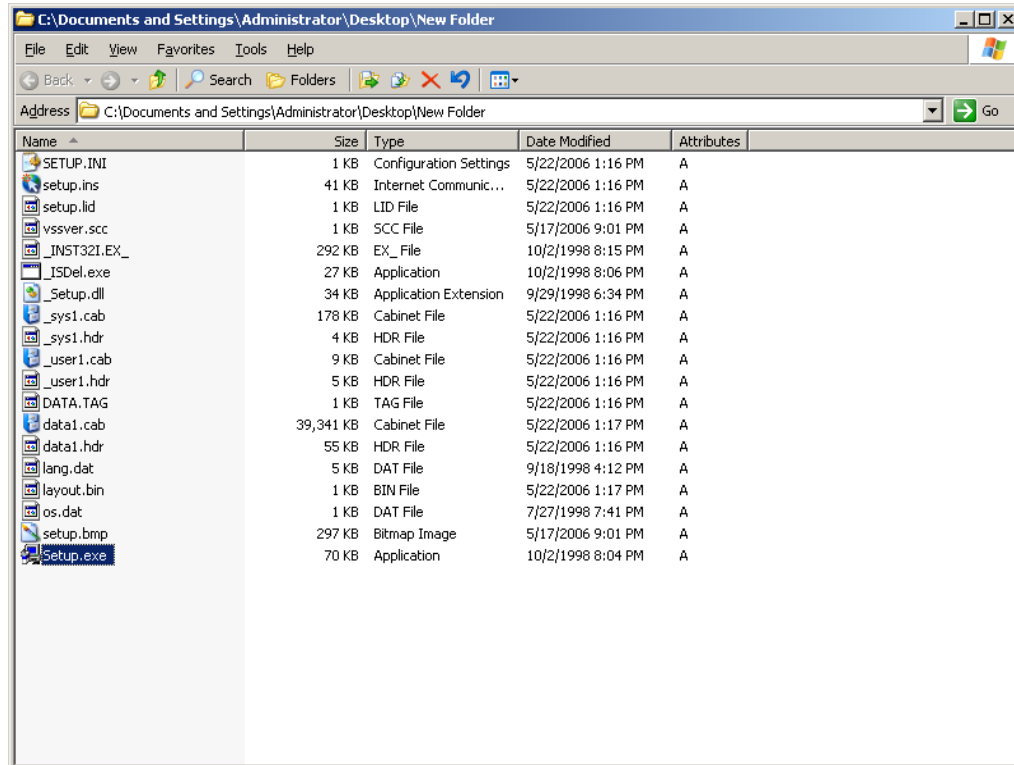 C:\Documents and Settings\Administrator\Desktop\New Folder
File Edit View Favorites Tools Help
Back Search Folders
Address C:\Documents and Settings\Administrator\Desktop\New Folder Go
Name Size Type Date Modified Attributes
SETUP.INI 1 KB Configuration Settings 5/22/2006 1:16 PM A
setup.ins 41 KB Internet Communic... 5/22/2006 1:16 PM A
setup.lid 1 KB LID File 5/22/2006 1:16 PM A
vssver.scc 1 KB SCC File 5/17/2006 9:01 PM A
_INST32I.EX_ 292 KB EX_ File 10/2/1998 8:15 PM A
_ISDel.exe 27 KB Application 10/2/1998 8:06 PM A
_Setup.dll 34 KB Application Extension 9/29/1998 6:34 PM A
_sys1.cab 178 KB Cabinet File 5/22/2006 1:16 PM A
_sys1.hdr 4 KB HDR File 5/22/2006 1:16 PM A
_user1.cab 9 KB Cabinet File 5/22/2006 1:16 PM A
_user1.hdr 5 KB HDR File 5/22/2006 1:16 PM A
DATA.TAG 1 KB TAG File 5/22/2006 1:16 PM A
data1.cab 39,341 KB Cabinet File 5/22/2006 1:17 PM A
data1.hdr 55 KB HDR File 5/22/2006 1:16 PM A
lang.dat 5 KB DAT File 9/18/1998 4:12 PM A
layout.bin 1 KB BIN File 5/22/2006 1:17 PM A
os.dat 1 KB DAT File 7/27/1998 7:41 PM A
setup.bmp 297 KB Bitmap Image 5/17/2006 9:01 PM A
Setup.exe 70 KB Application 10/2/1998 8:04 PM A